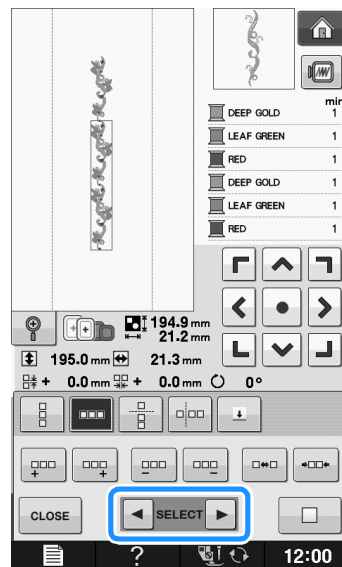 min
DEEP GOLD 1
LEAF GREEN 1
RED 1
DEEP GOLD 1
LEAF GREEN 1
RED 1
194.9 mm
21.2 mm
195.0 mm 21.3 mm
+ 0.0 mm + 0.0 mm 0°
CLOSE SELECT
? 12:00